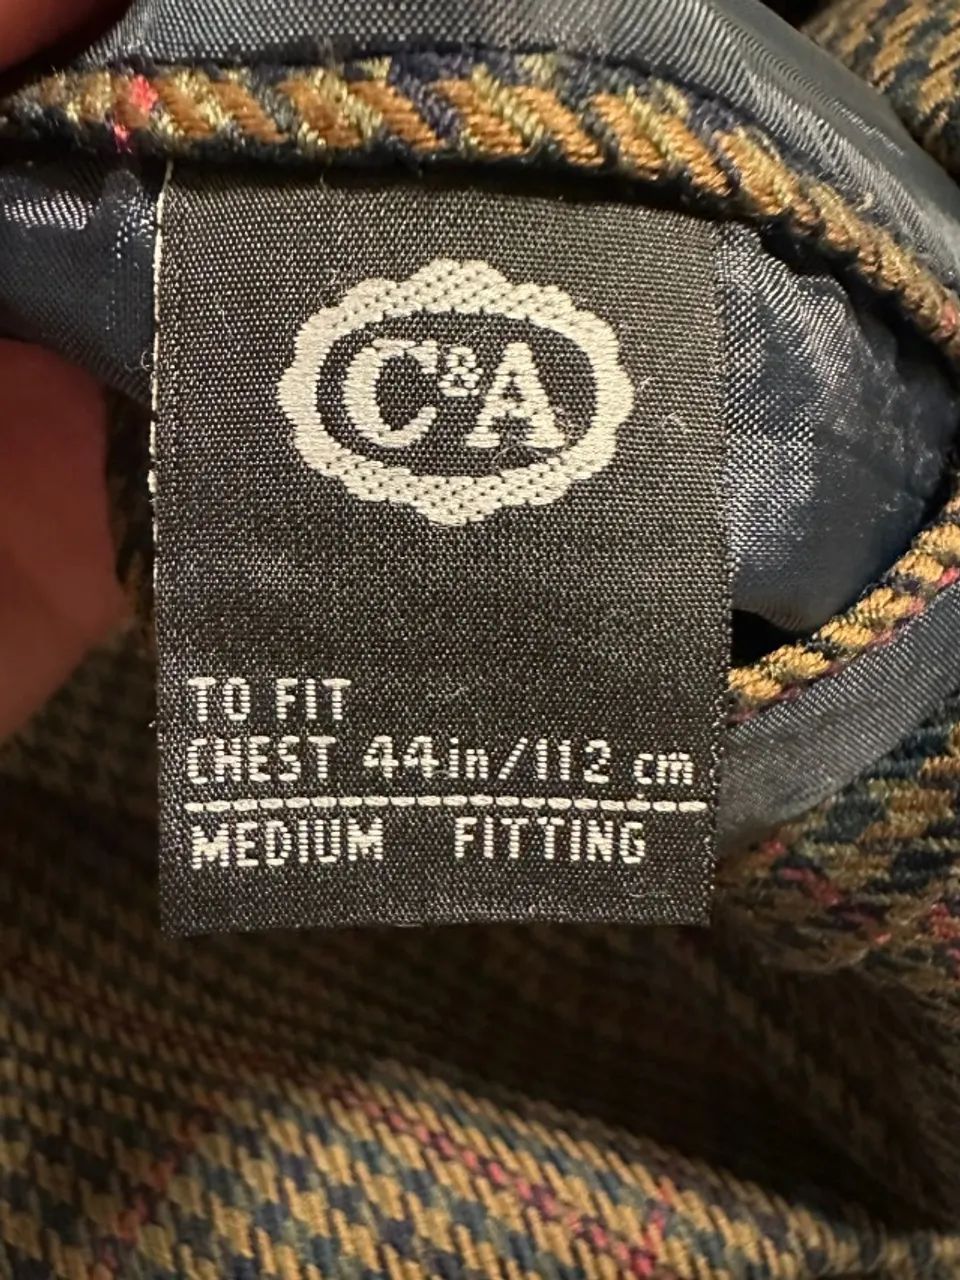 C&A
TO FIT
CHEST 44in/112 cm
MEDIUM FITTING